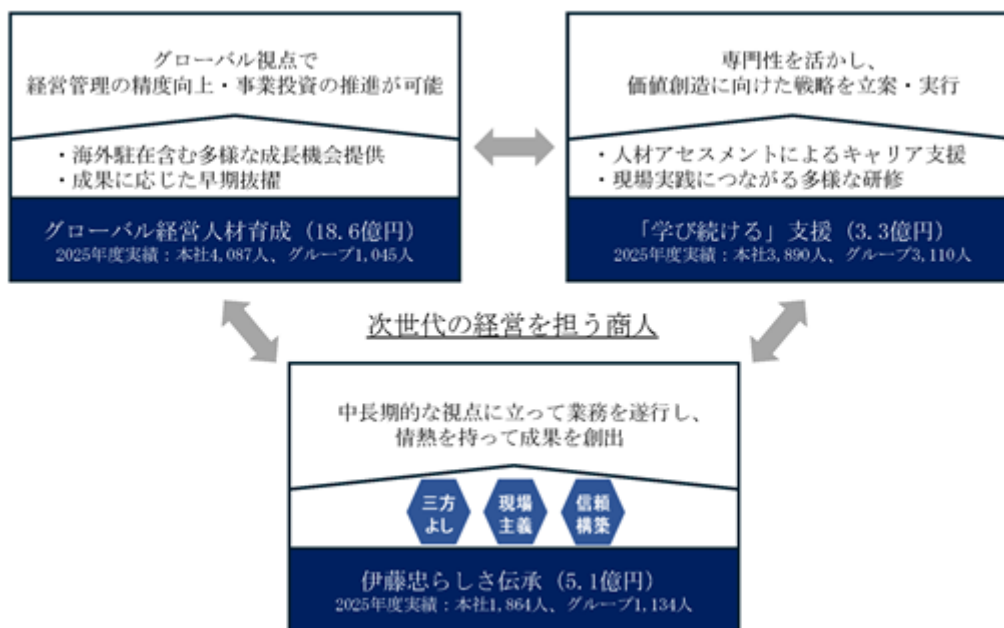 グローバル視点で
経営管理の精度向上・事業投資の推進が可能
・海外駐在含む多様な成長機会提供
・成果に応じた早期抜擢
グローバル経営人材育成（18.6億円）
2025年度実績：本社4,087人、グループ1,045人
専門性を活かし、
価値創造に向けた戦略を立案・実行
・人材アセスメントによるキャリア支援
・現場実践につながる多様な研修
「学び続ける」支援（3.3億円）
2025年度実績：本社3,890人、グループ3,110人
次世代の経営を担う商人
中長期的な視点に立って業務を遂行し、
情熱を持って成果を創出
三方
よし
現場
主義
信頼
構築
伊藤忠らしさ伝承（5.1億円）
2025年度実績：本社1,864人、グループ1,134人